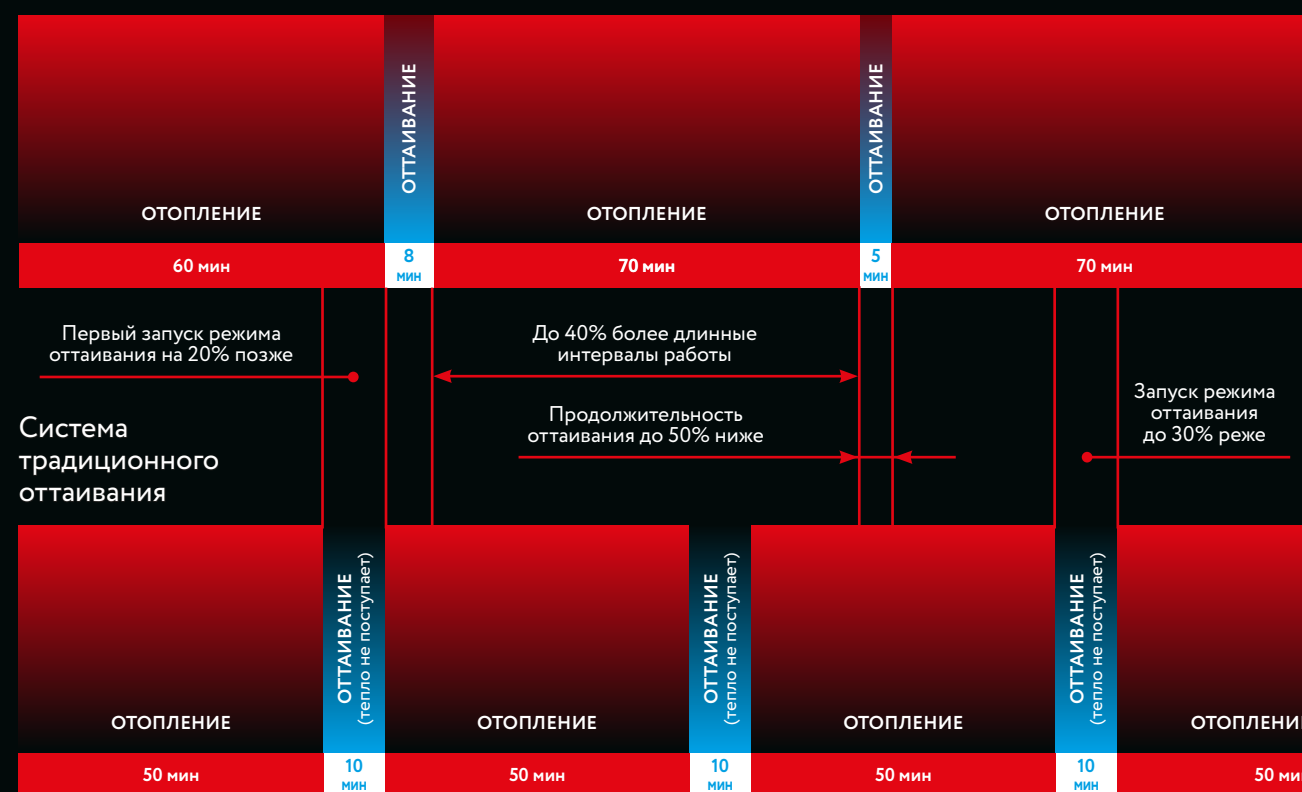 ОТТАИВАНИЕ
ОТТАИВАНИЕ
ОТОПЛЕНИЕ
ОТОПЛЕНИЕ
ОТОПЛЕНИЕ
60 мин
8
мин
70 мин
5
мин
70 мин
Первый запуск режима
оттаивания на 20% позже
До 40% более длинные
интервалы работы
Продолжительность
оттаивания до 50% ниже
Запуск режима
оттаивания
до 30% реже
Система
традиционного
оттаивания
ОТТАИВАНИЕ
(тепло не поступает)
ОТТАИВАНИЕ
(тепло не поступает)
ОТТАИВАНИЕ
(тепло не поступает)
ОТОПЛЕНИЕ
ОТОПЛЕНИЕ
ОТОПЛЕНИЕ
ОТОПЛЕНИ
50 мин
10
мин
50 мин
10
мин
50 мин
10
мин
50 ми